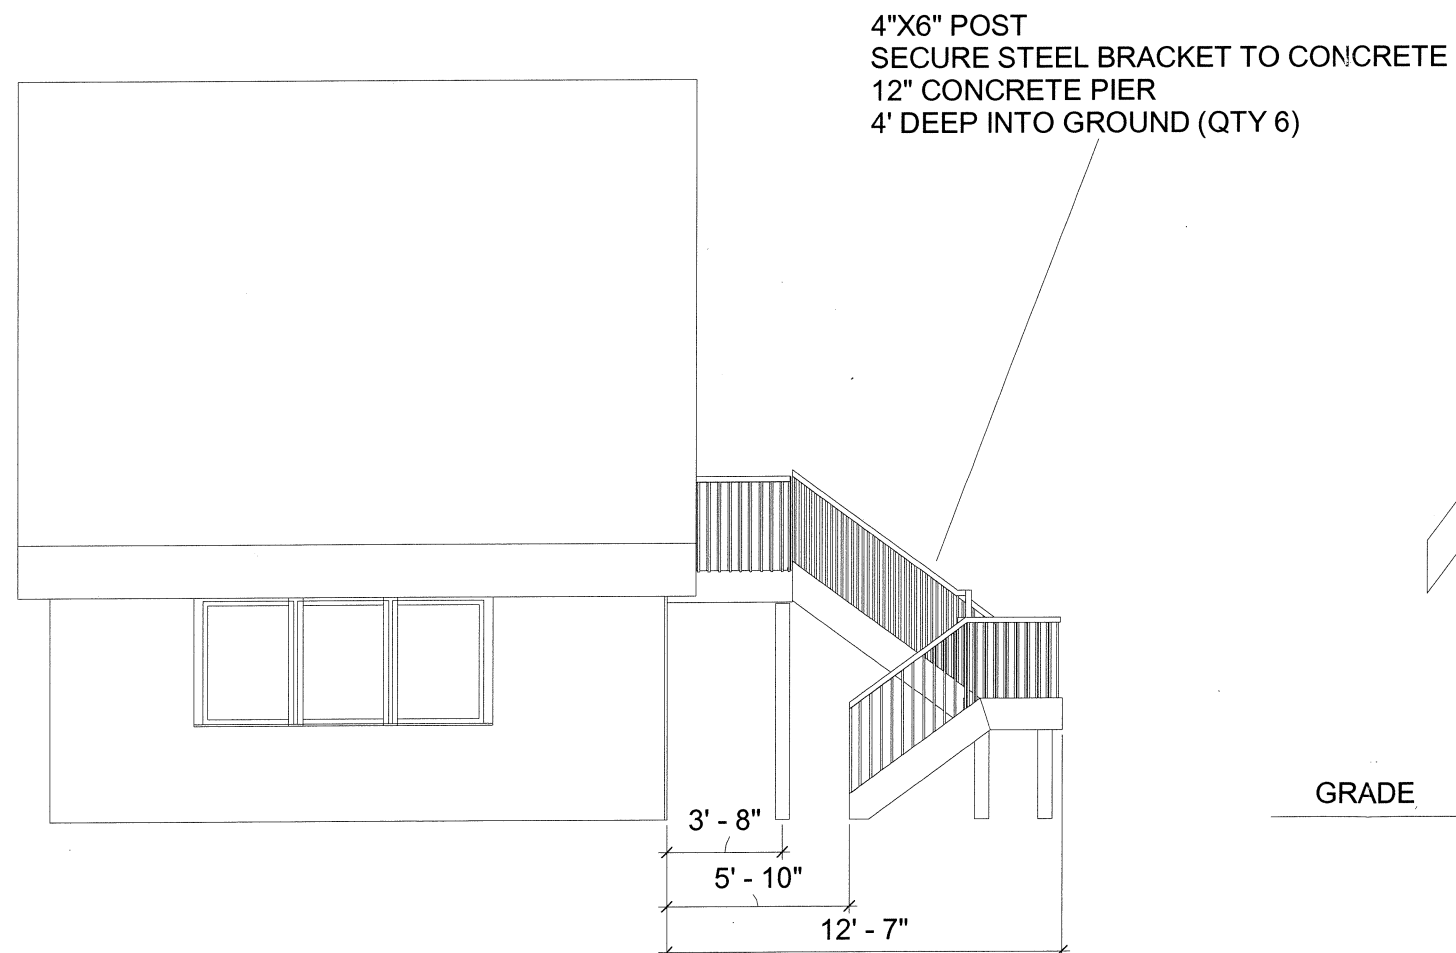 4"X6" POST
SECURE STEEL BRACKET TO CONCRETE
12" CONCRETE PIER
4' DEEP INTO GROUND (QTY 6)
GRADE
3' - 8"
5' - 10"
12' - 7"